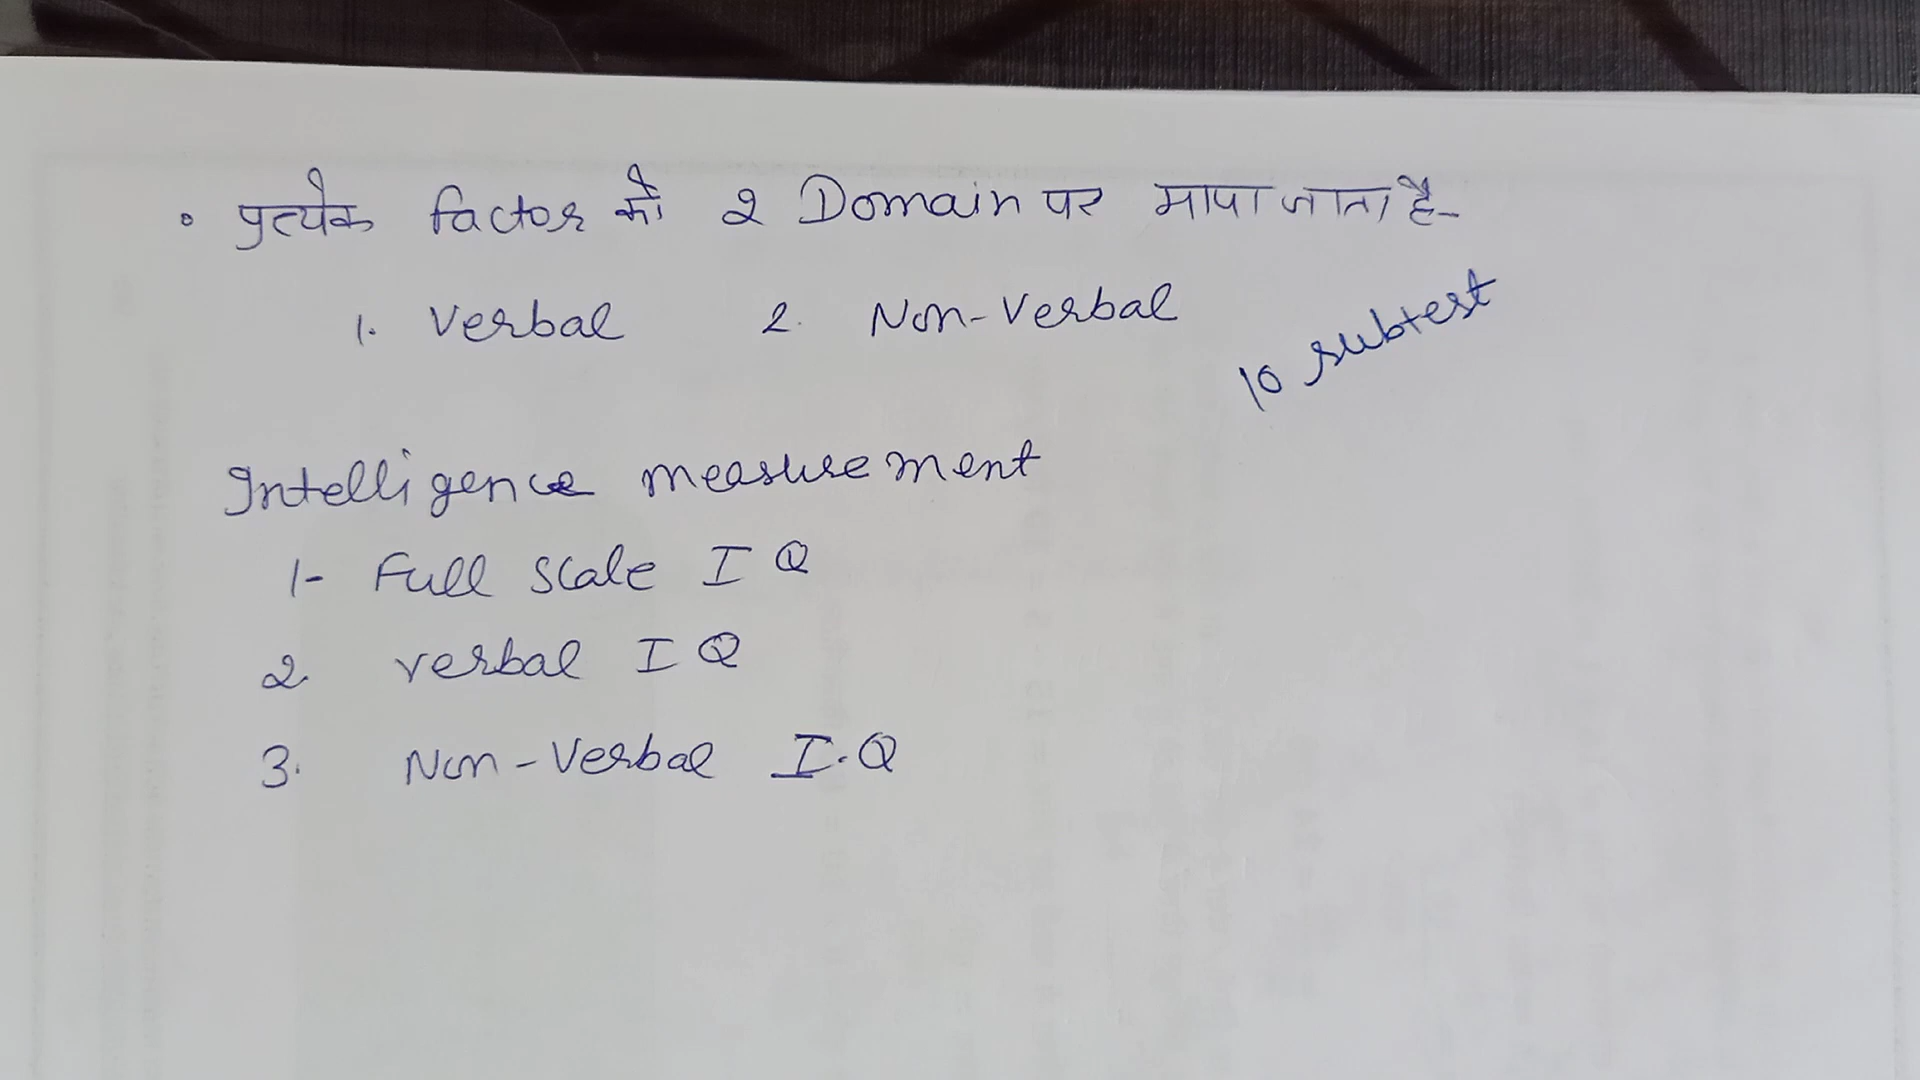 • प्रत्येक factor को 2 Domain पर मापा जाता है-
1. Verbal 2. Non-Verbal
10 subtest
Intelligence measurement
1- Full scale I Q
2. verbal I Q
3. Non-Verbal I.Q